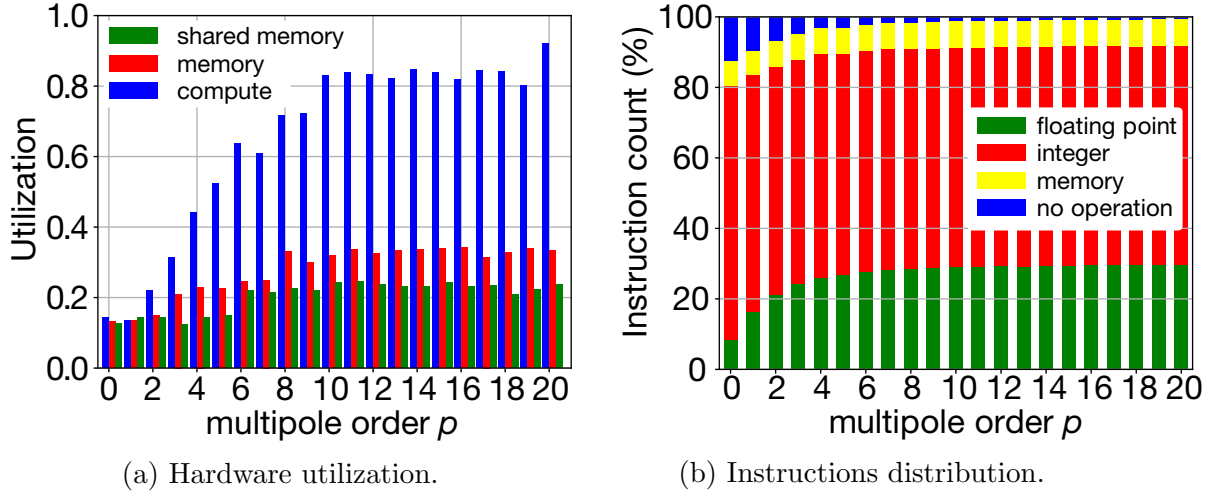 1.0
0.8
0.6
0.4
0.2
0.0
Utilization
shared memory
memory
compute
0 2 4 6 8 10 12 14 16 18 20
multipole order p
(a) Hardware utilization.
100
80
60
40
20
0
Instruction count (%)
floating point
integer
memory
no operation
0 2 4 6 8 10 12 14 16 18 20
multipole order p
(b) Instructions distribution.